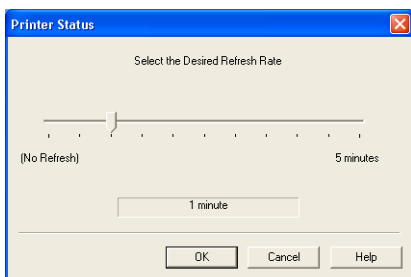 Printer Status
Select the Desired Refresh Rate
(No Refresh) 5 minutes
1 minute
OK Cancel Help